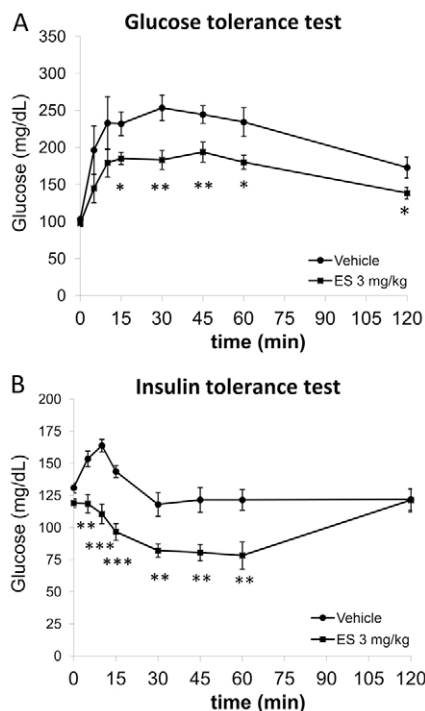 A
Glucose tolerance test
Glucose (mg/dL)
350
300
250
200
150
100
50
0
* ** ** * *
Vehicle
ES 3 mg/kg
0 15 30 45 60 75 90 105 120
time (min)
B
Insulin tolerance test
Glucose (mg/dL)
200
175
150
125
100
75
50
25
0
** *** *** ** ** **
Vehicle
ES 3 mg/kg
0 15 30 45 60 75 90 105 120
time (min)